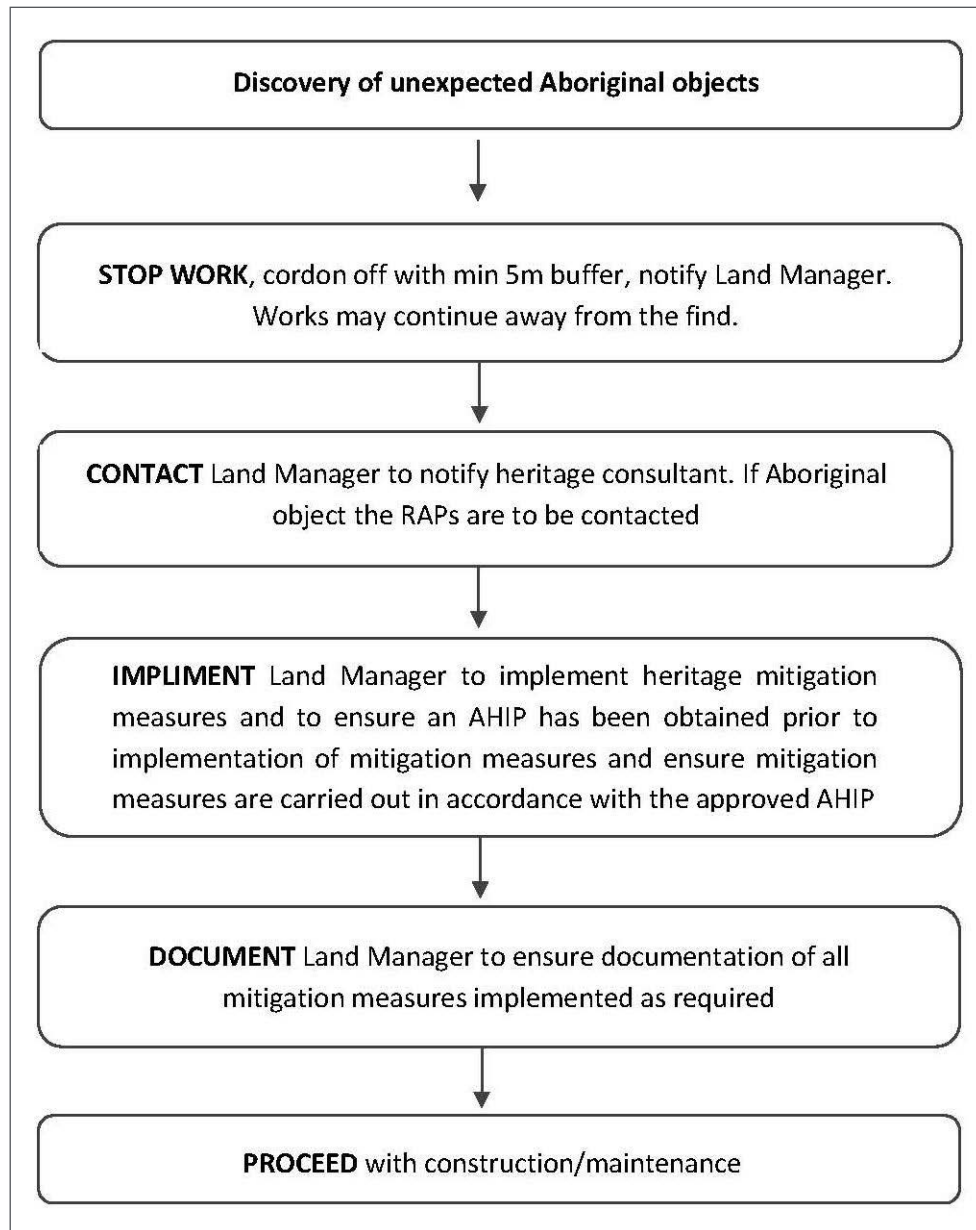 Discovery of unexpected Aboriginal objects
STOP WORK, cordon off with min 5m buffer, notify Land Manager.
Works may continue away from the find.
CONTACT Land Manager to notify heritage consultant. If Aboriginal
object the RAPs are to be contacted
IMPLIMENT Land Manager to implement heritage mitigation
measures and to ensure an AHIP has been obtained prior to
implementation of mitigation measures and ensure mitigation
measures are carried out in accordance with the approved AHIP
DOCUMENT Land Manager to ensure documentation of all
mitigation measures implemented as required
PROCEED with construction/maintenance